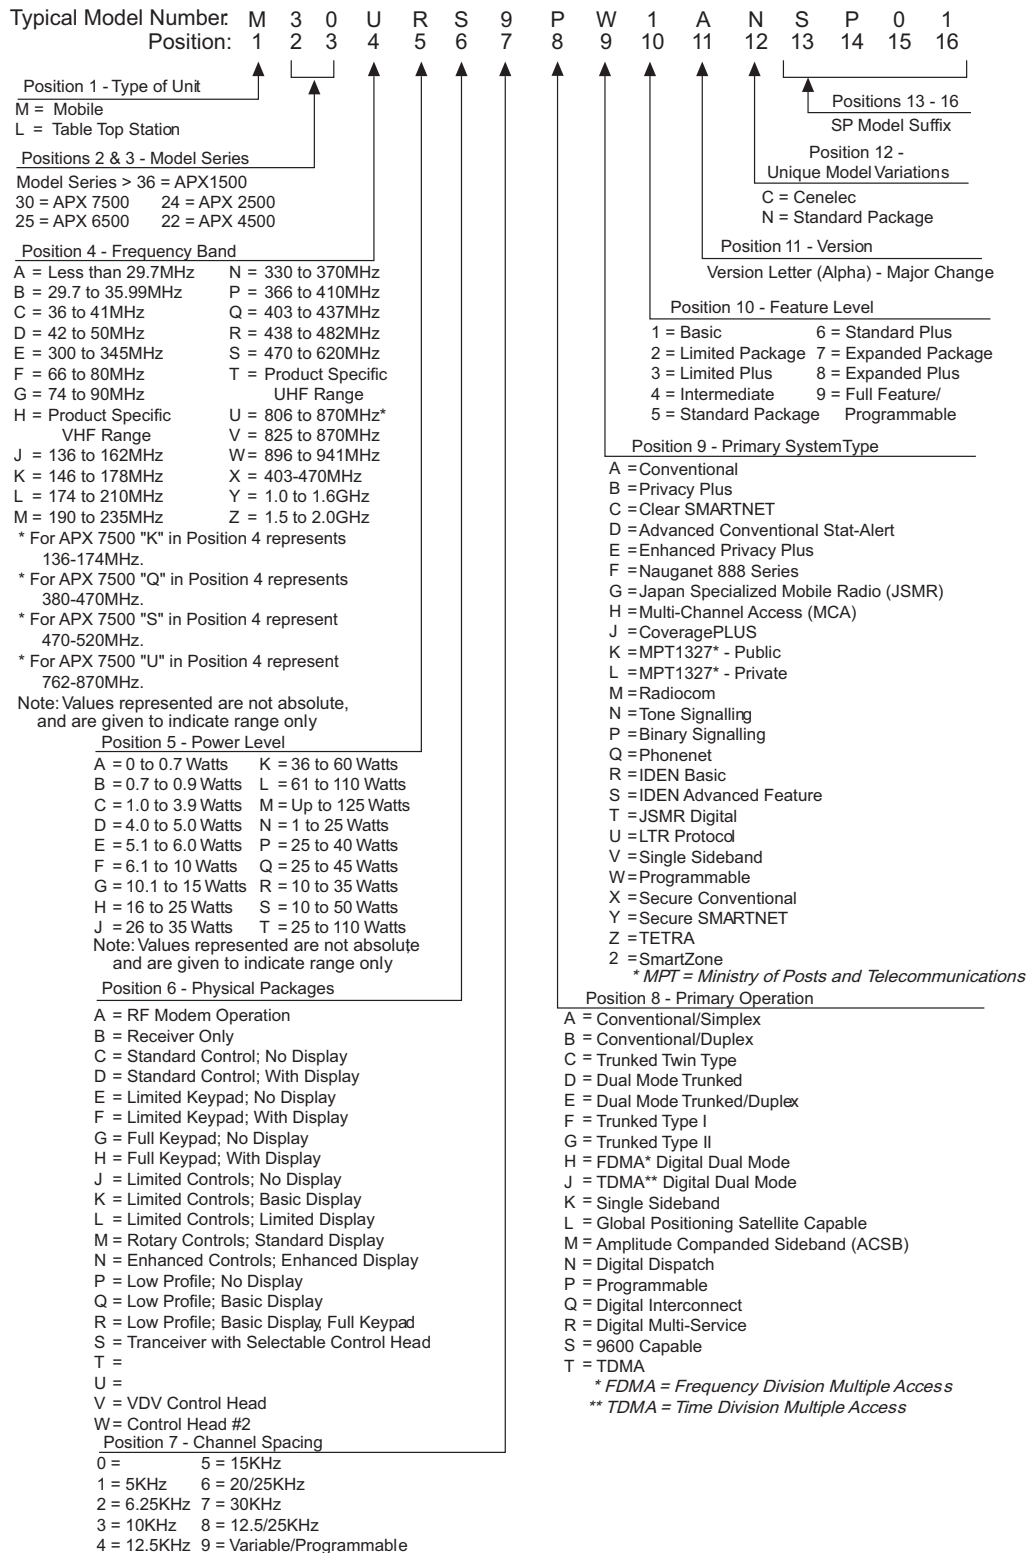 Typical Model Number: M 3 0 U R S 9 P W 1 A N S P 0 1
Position: 1 2 3 4 5 6 7 8 9 10 11 12 13 14 15 16
Position 1 - Type of Unit
M = Mobile
L = Table Top Station
Positions 2 & 3 - Model Series
Model Series > 36 = APX1500
30 = APX 7500 24 = APX 2500
25 = APX 6500 22 = APX 4500
Position 4 - Frequency Band
A = Less than 29.7MHz N = 330 to 370MHz
B = 29.7 to 35.99MHz P = 366 to 410MHz
C = 36 to 41MHz Q = 403 to 437MHz
D = 42 to 50MHz R = 438 to 482MHz
E = 300 to 345MHz S = 470 to 620MHz
F = 66 to 80MHz T = Product Specific
G = 74 to 90MHz UHF Range
H = Product Specific U = 806 to 870MHz*
VHF Range V = 825 to 870MHz
J = 136 to 162MHz W= 896 to 941MHz
K = 146 to 178MHz X = 403-470MHz
L = 174 to 210MHz Y = 1.0 to 1.6GHz
M = 190 to 235MHz Z = 1.5 to 2.0GHz
* For APX 7500 "K" in Position 4 represents
136-174MHz.
* For APX 7500 "Q" in Position 4 represents
380-470MHz.
* For APX 7500 "S" in Position 4 represent
470-520MHz.
* For APX 7500 "U" in Position 4 represent
762-870MHz.
Note: Values represented are not absolute,
and are given to indicate range only
Position 5 - Power Level
A = 0 to 0.7 Watts K = 36 to 60 Watts
B = 0.7 to 0.9 Watts L = 61 to 110 Watts
C = 1.0 to 3.9 Watts M = Up to 125 Watts
D = 4.0 to 5.0 Watts N = 1 to 25 Watts
E = 5.1 to 6.0 Watts P = 25 to 40 Watts
F = 6.1 to 10 Watts Q = 25 to 45 Watts
G = 10.1 to 15 Watts R = 10 to 35 Watts
H = 16 to 25 Watts S = 10 to 50 Watts
J = 26 to 35 Watts T = 25 to 110 Watts
Note: Values represented are not absolute,
and are given to indicate range only
Position 6 - Physical Packages
A = RF Modem Operation
B = Receiver Only
C = Standard Control; No Display
D = Standard Control; With Display
E = Limited Keypad; No Display
F = Limited Keypad; With Display
G = Full Keypad; No Display
H = Full Keypad; With Display
J = Limited Controls; No Display
K = Limited Controls; Basic Display
L = Limited Controls; Limited Display
M = Rotary Controls; Standard Display
N = Enhanced Controls; Enhanced Display
P = Low Profile; No Display
Q = Low Profile; Basic Display
R = Low Profile; Basic Display, Full Keypad
S = Tranceiver with Selectable Control Head
T =
U =
V = VDV Control Head
W= Control Head #2
Position 7 - Channel Spacing
0 = 5 = 15KHz
1 = 5KHz 6 = 20/25KHz
2 = 6.25KHz 7 = 30KHz
3 = 10KHz 8 = 12.5/25KHz
4 = 12.5KHz 9 = Variable/Programmable
Positions 13 - 16
SP Model Suffix
Position 12 -
Unique Model Variations
C = Cenelec
N = Standard Package
Position 11 - Version
Version Letter (Alpha) - Major Change
Position 10 - Feature Level
1 = Basic 6 = Standard Plus
2 = Limited Package 7 = Expanded Package
3 = Limited Plus 8 = Expanded Plus
4 = Intermediate 9 = Full Feature/
5 = Standard Package Programmable
Position 9 - Primary System Type
A = Conventional
B = Privacy Plus
C = Clear SMARTNET
D = Advanced Conventional Stat-Alert
E = Enhanced Privacy Plus
F = Nauganet 888 Series
G = Japan Specialized Mobile Radio (JSMR)
H = Multi-Channel Access (MCA)
J = CoveragePLUS
K = MPT1327* - Public
L = MPT1327* - Private
M = Radiocom
N = Tone Signalling
P = Binary Signalling
Q = Phonenet
R = IDEN Basic
S = IDEN Advanced Feature
T = JSMR Digital
U = LTR Protocol
V = Single Sideband
W = Programmable
X = Secure Conventional
Y = Secure SMARTNET
Z = TETRA
2 = SmartZone
* MPT = Ministry of Posts and Telecommunications
Position 8 - Primary Operation
A = Conventional/Simplex
B = Conventional/Duplex
C = Trunked Twin Type
D = Dual Mode Trunked
E = Dual Mode Trunked/Duplex
F = Trunked Type I
G = Trunked Type II
H = FDMA* Digital Dual Mode
J = TDMA** Digital Dual Mode
K = Single Sideband
L = Global Positioning Satellite Capable
M = Amplitude Companded Sideband (ACSB)
N = Digital Dispatch
P = Programmable
Q = Digital Interconnect
R = Digital Multi-Service
S = 9600 Capable
T = TDMA
* FDMA = Frequency Division Multiple Access
** TDMA = Time Division Multiple Access